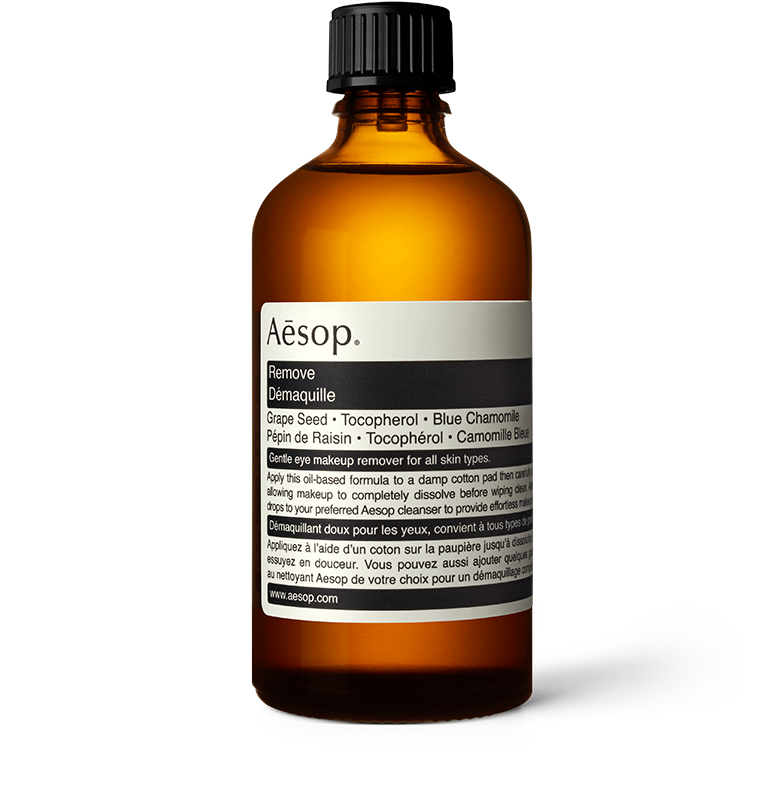 Aēsop®
Remove
Démaquille
Grape Seed • Tocopherol • Blue Chamomile
Pépin de Raisin • Tocophérol • Camomille Bleue
Gentle eye makeup remover for all skin types.
Apply this oil-based formula to a damp cotton pad then carefully
allowing makeup to completely dissolve before wiping clean.
drops to your preferred Aesop cleanser to provide effortless
Démaquillant doux pour les yeux, convient à tous types de
Appliquez à l'aide d'un coton sur la paupière jusqu'à
essuyez en douceur. Vous pouvez aussi ajouter quelques
au nettoyant Aesop de votre choix pour un démaquillage
www.aesop.com